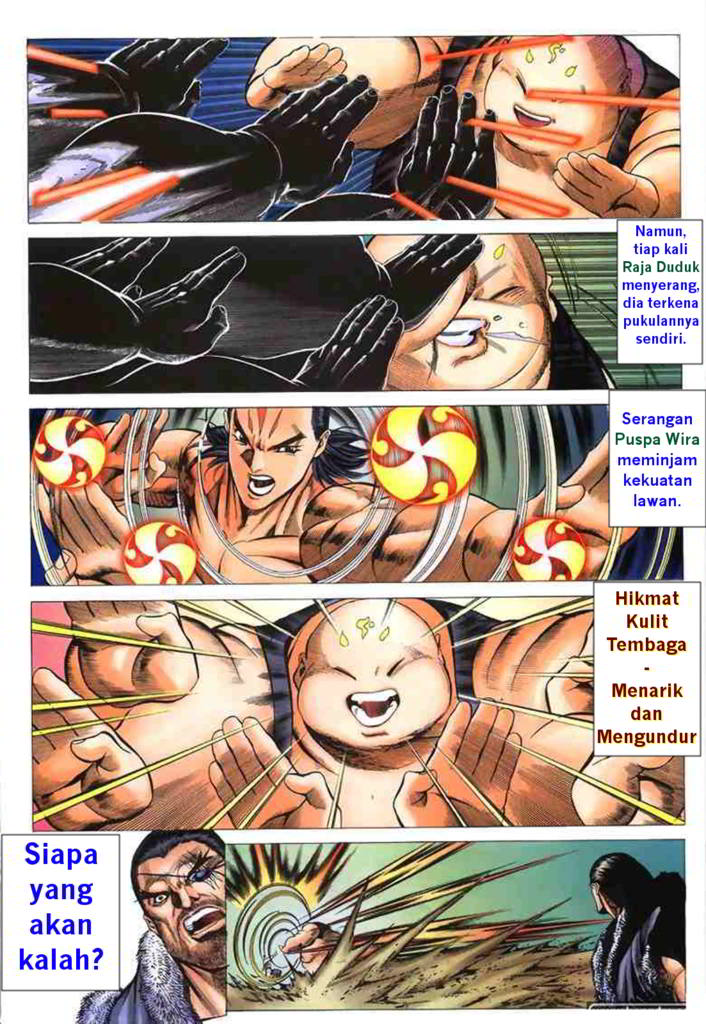 Namun,
tiap kali
Raja Duduk
menyerang,
dia terkena
pukulannya
sendiri.
Serangan
Puspa Wira
meminjam
kekuatan
lawan.
Hikmat
Kulit
Tembaga
-
Menarik
dan
Mengundur
Siapa
yang
akan
kalah?